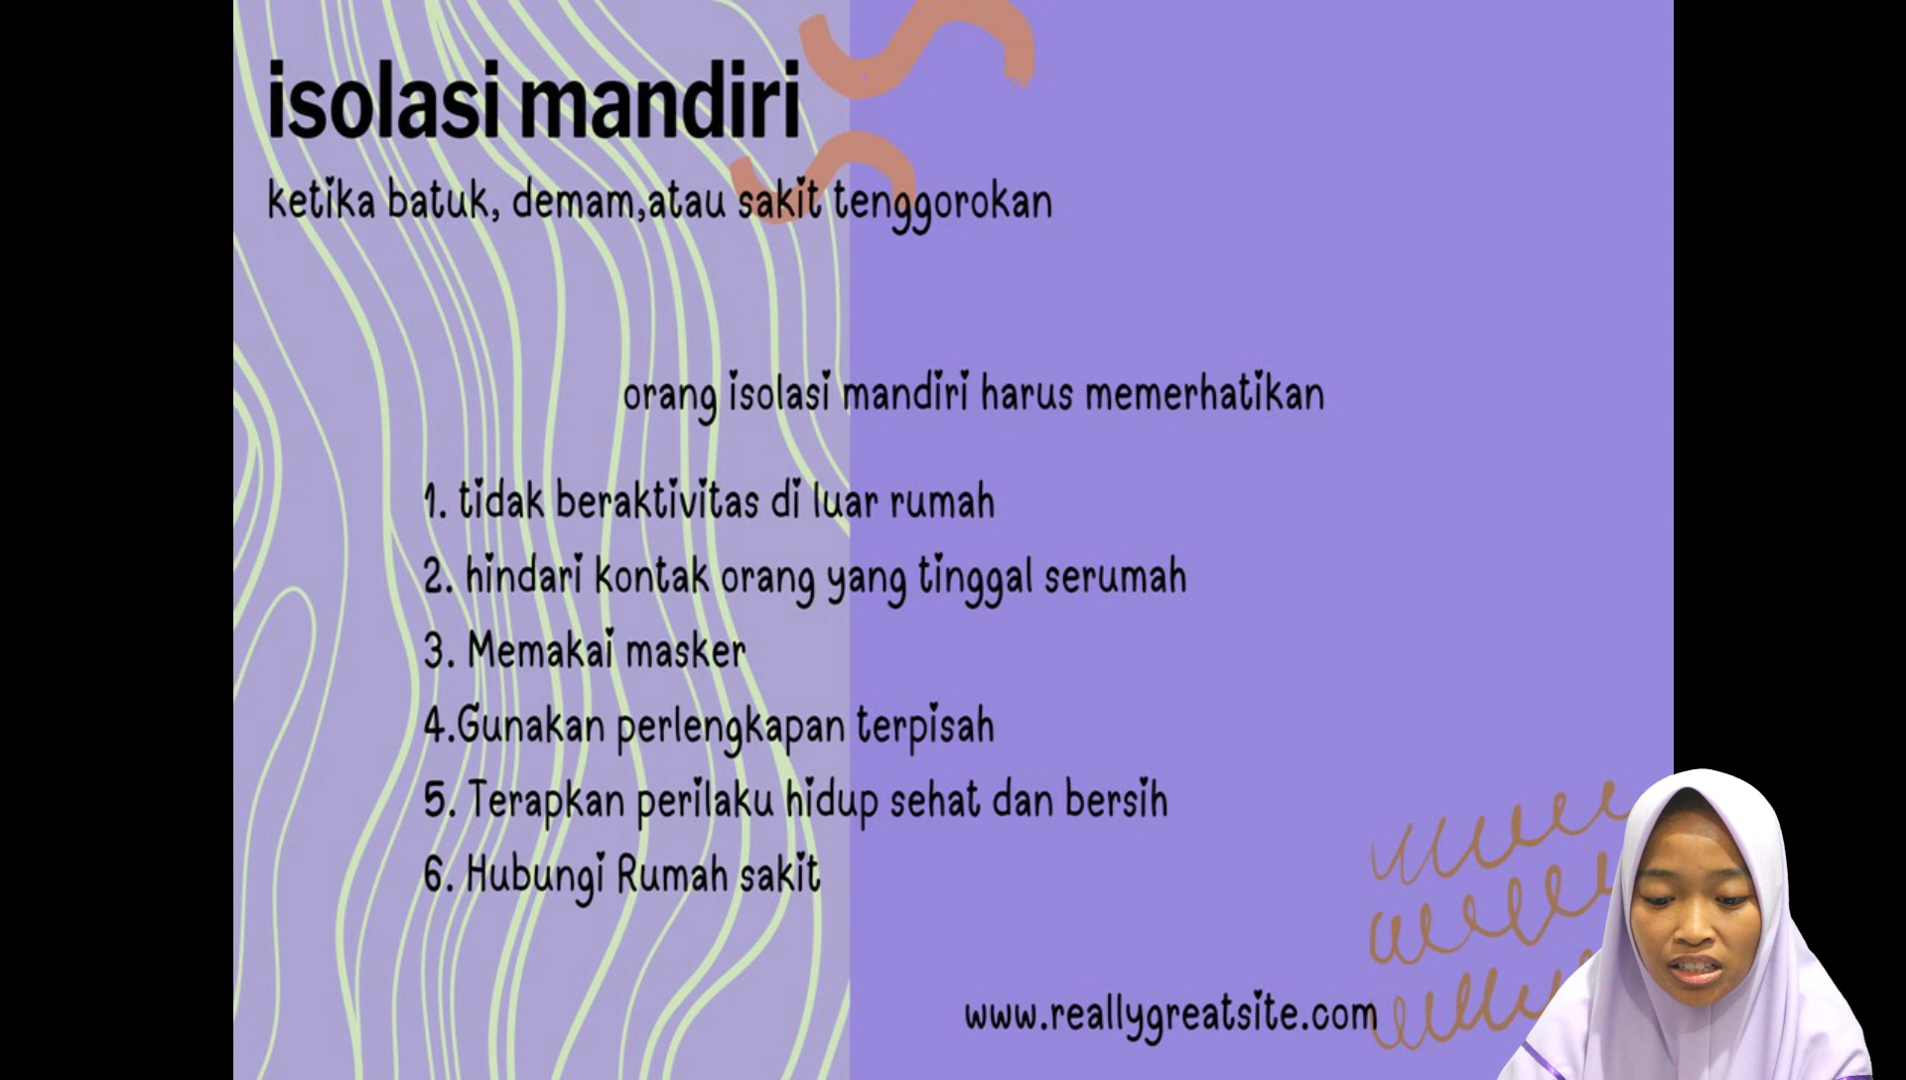 isolasi mandiri
ketika batuk, demam,atau sakit tenggorokan
orang isolasi mandiri harus memerhatikan
1. tidak beraktivitas di luar rumah
2. hindari kontak orang yang tinggal serumah
3. Memakai masker
4.Gunakan perlengkapan terpisah
5. Terapkan perilaku hidup sehat dan bersih
6. Hubungi Rumah sakit
www.reallygreatsite.com